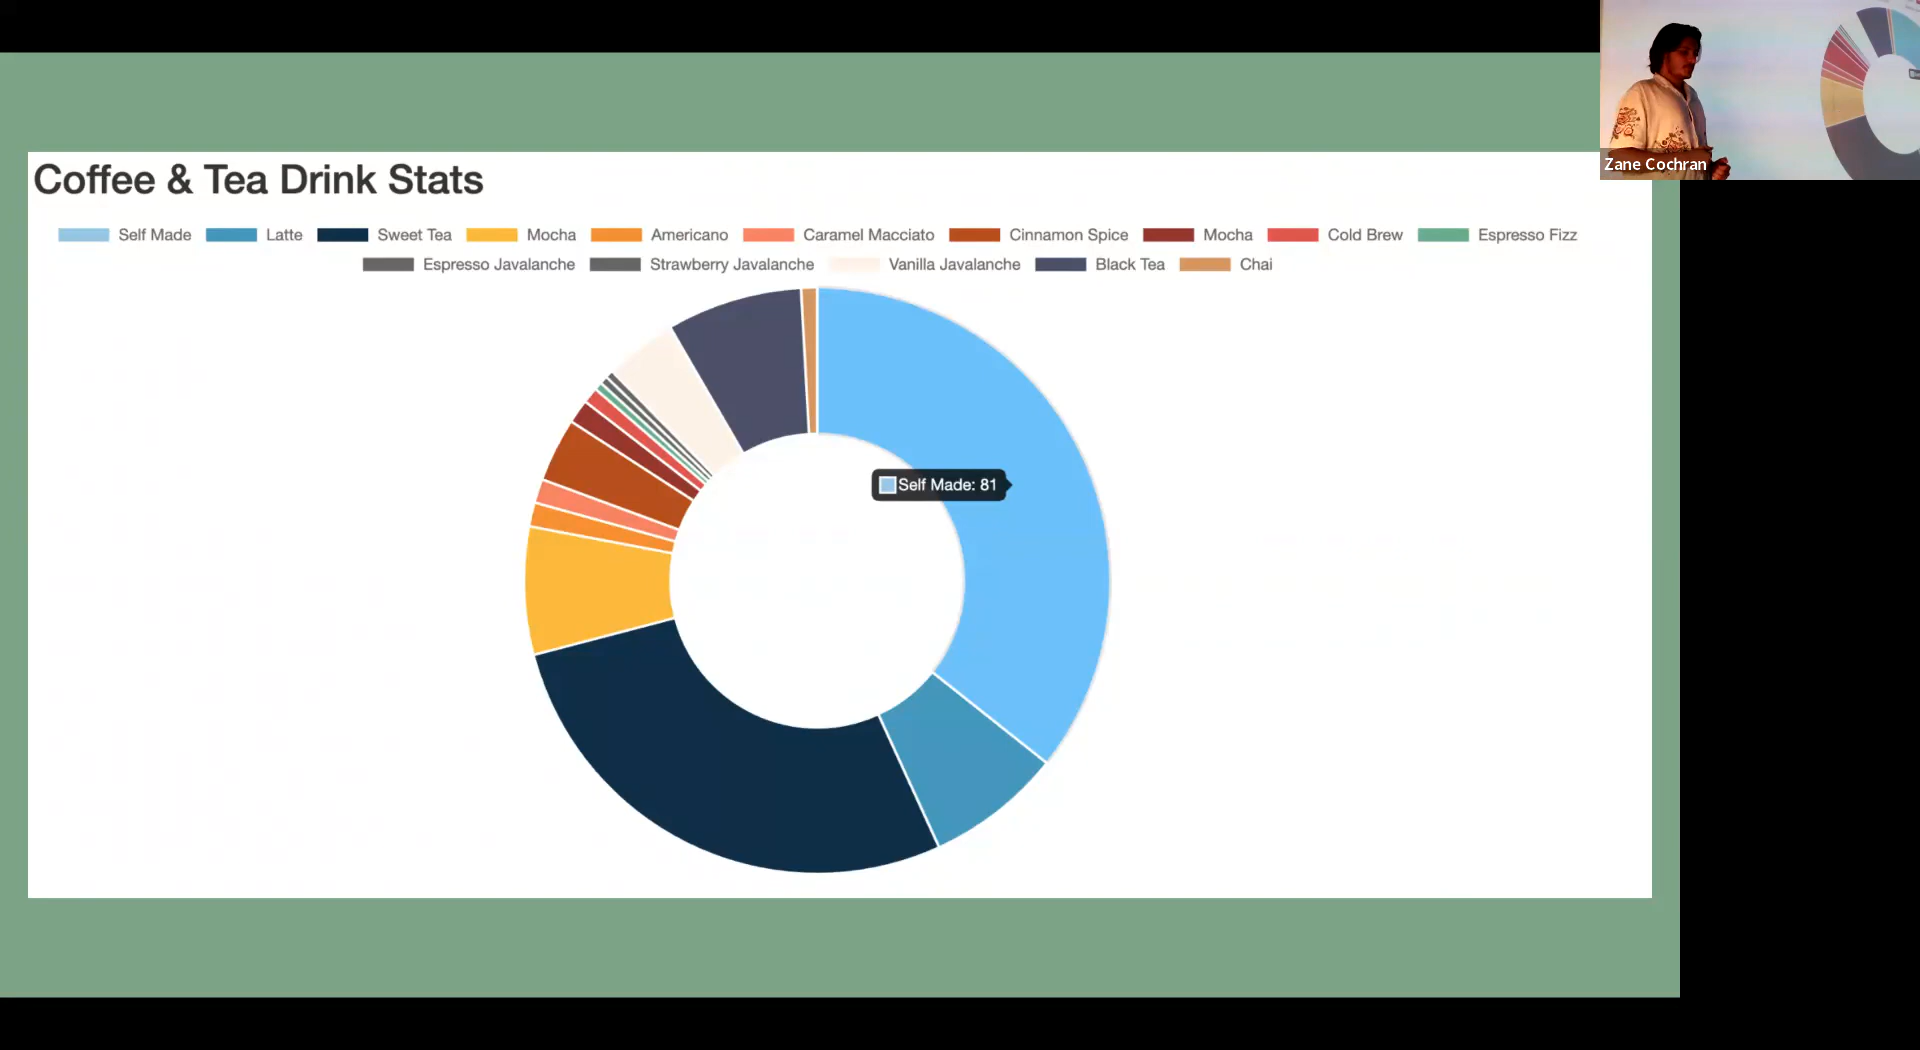 Zane Cochran
Coffee & Tea Drink Stats
Self Made Latte Sweet Tea Mocha Americano Caramel Macciato Cinnamon Spice Mocha Cold Brew Espresso Fizz
Espresso Javalanche Strawberry Javalanche Vanilla Javalanche Black Tea Chai
Self Made: 81